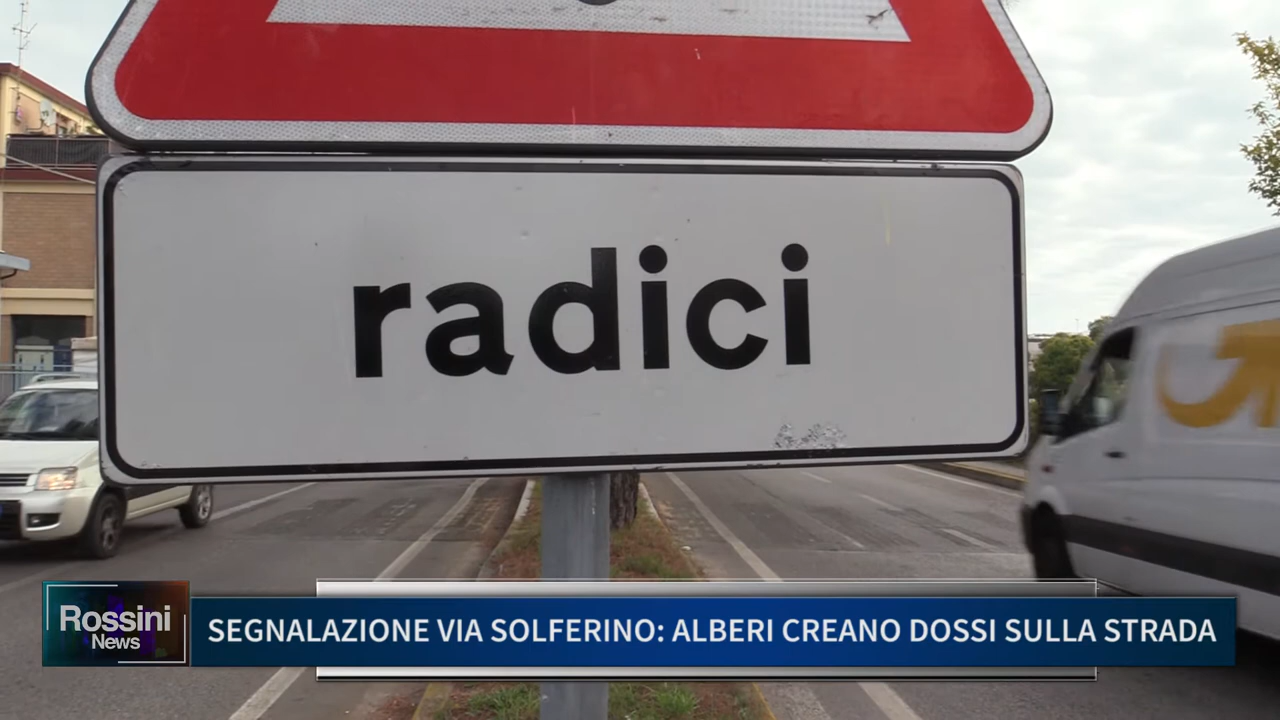 radici
Rossini
News
SEGNALAZIONE VIA SOLFERINO: ALBERI CREANO DOSSI SULLA STRADA